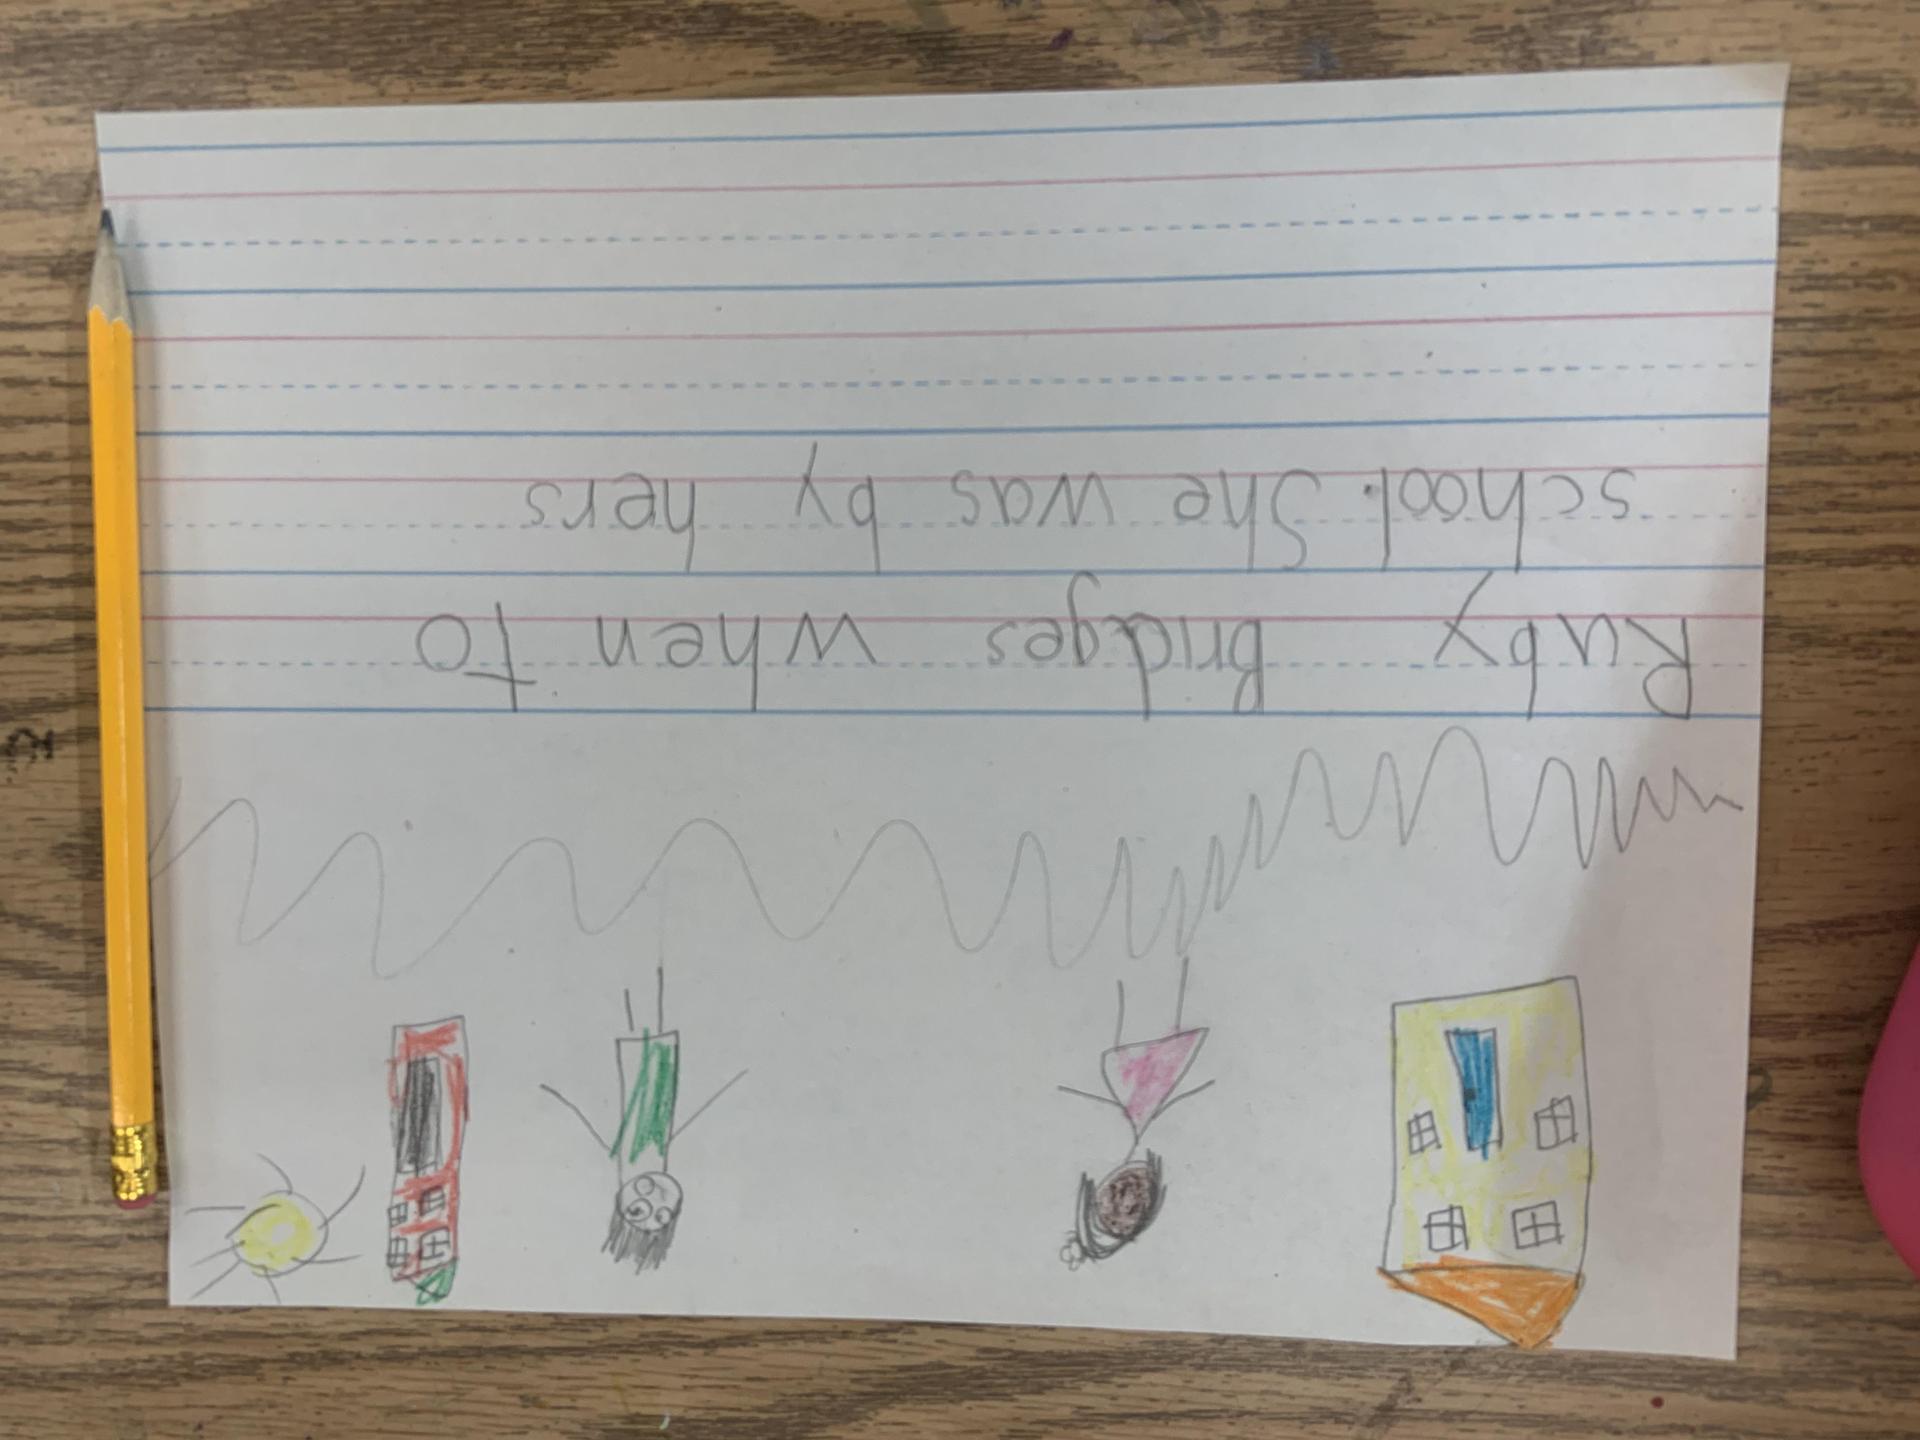 Ruby Bridges when to
school. She was by hers